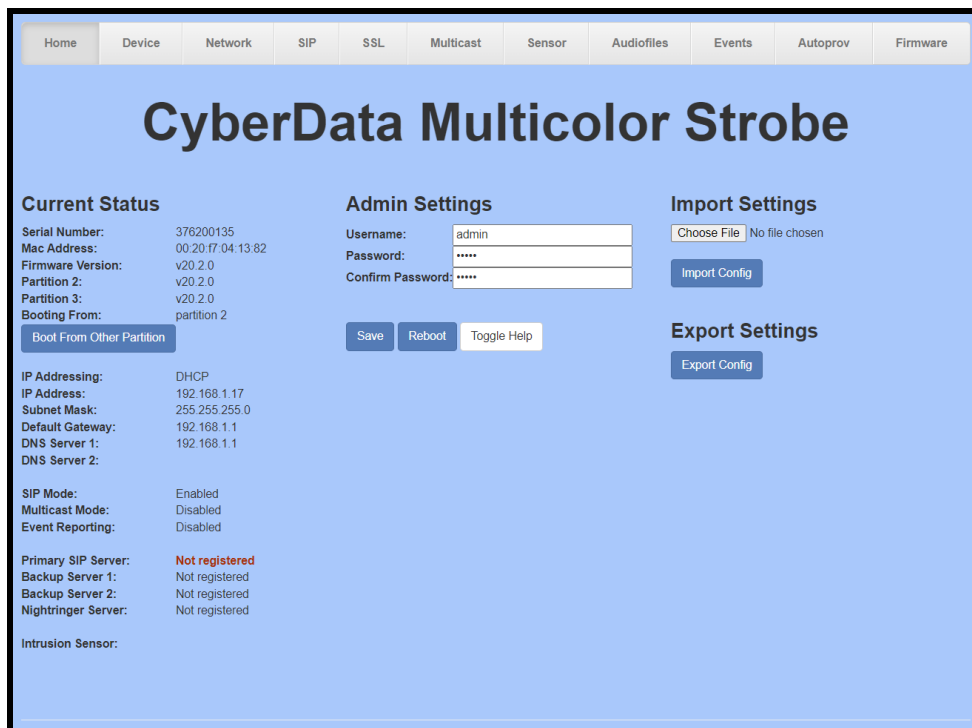 Home Device Network SIP SSL Multicast Sensor Audiofiles Events Autoprov Firmware
CyberData Multicolor Strobe
Current Status
Serial Number: 376200135
Mac Address: 00:20:f7:04:13:82
Firmware Version: v20.2.0
Partition 2: v20.2.0
Partition 3: v20.2.0
Booting From: partition 2
Boot From Other Partition
IP Addressing: DHCP
IP Address: 192.168.1.17
Subnet Mask: 255.255.255.0
Default Gateway: 192.168.1.1
DNS Server 1: 192.168.1.1
DNS Server 2:
SIP Mode: Enabled
Multicast Mode: Disabled
Event Reporting: Disabled
Primary SIP Server: Not registered
Backup Server 1: Not registered
Backup Server 2: Not registered
Nightringer Server: Not registered
Intrusion Sensor:
Admin Settings
Username: admin
Password: •••••
Confirm Password: •••••
Save Reboot Toggle Help
Import Settings
Choose File No file chosen
Import Config
Export Settings
Export Config